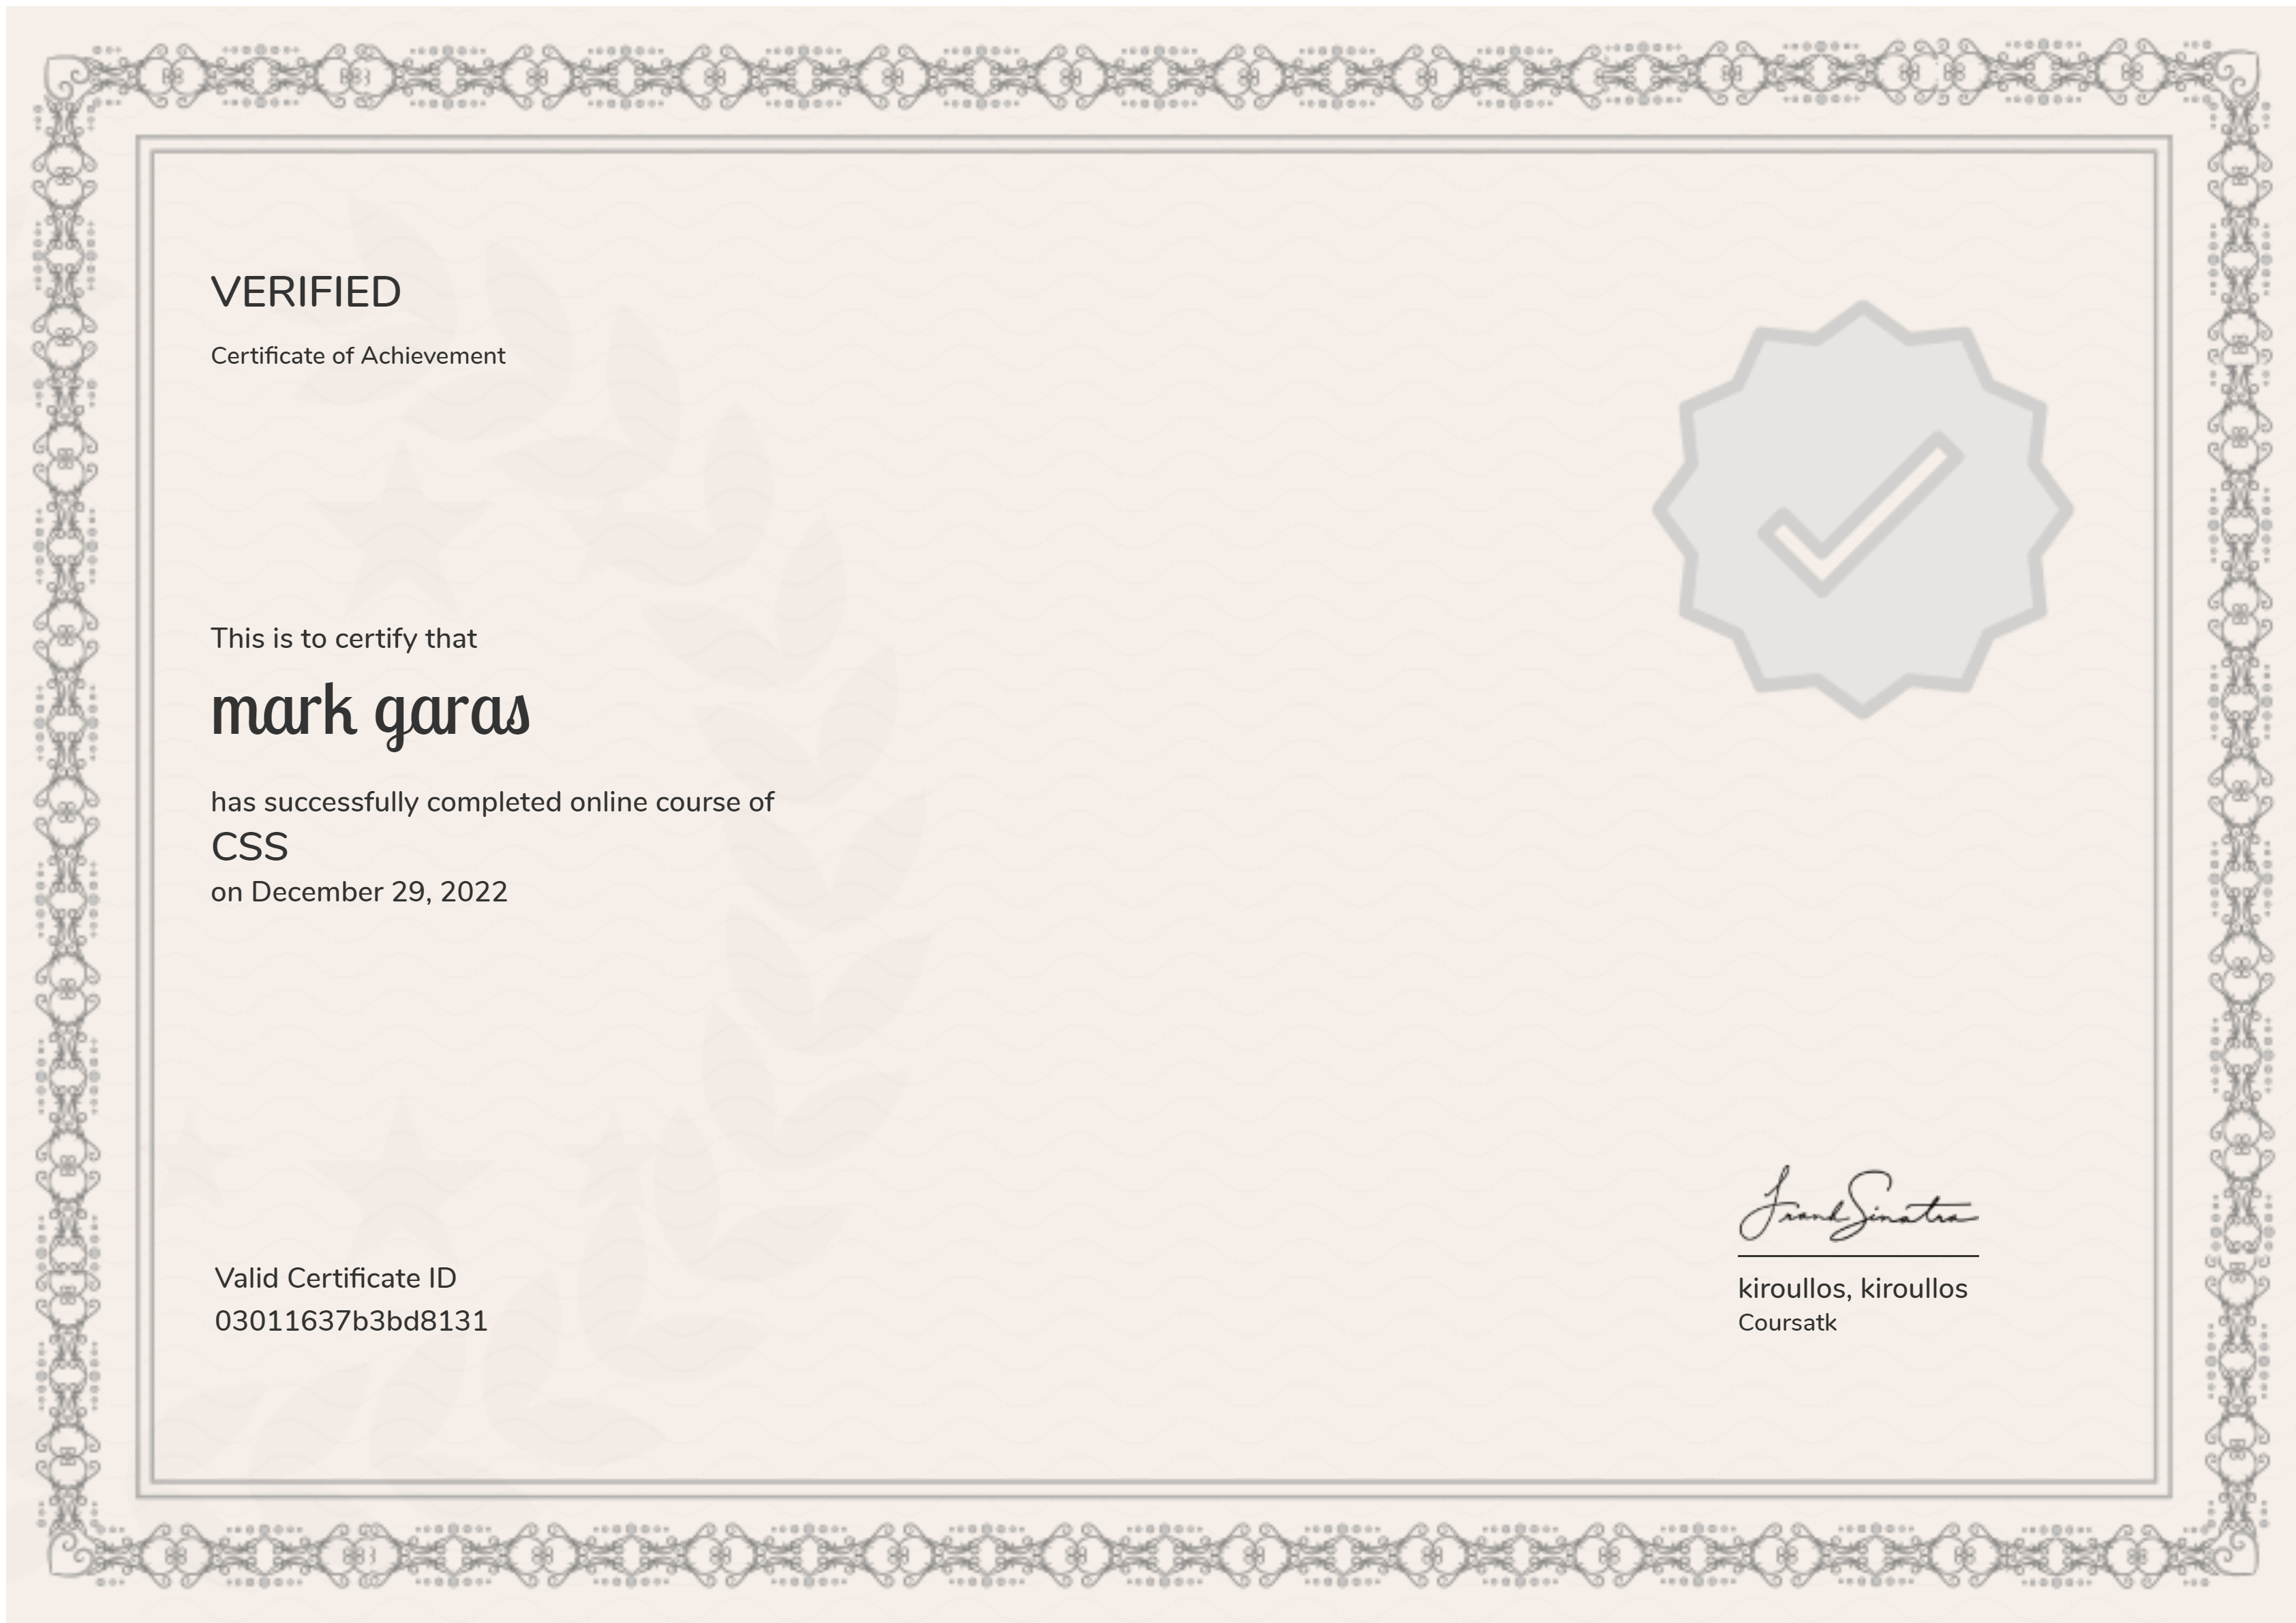 VERIFIED
Certificate of Achievement
This is to certify that
mark garas
has successfully completed online course of
CSS
on December 29, 2022
Valid Certificate ID
03011637b3bd8131
Frank Sinatra
kiroullos, kiroullos
Coursatk